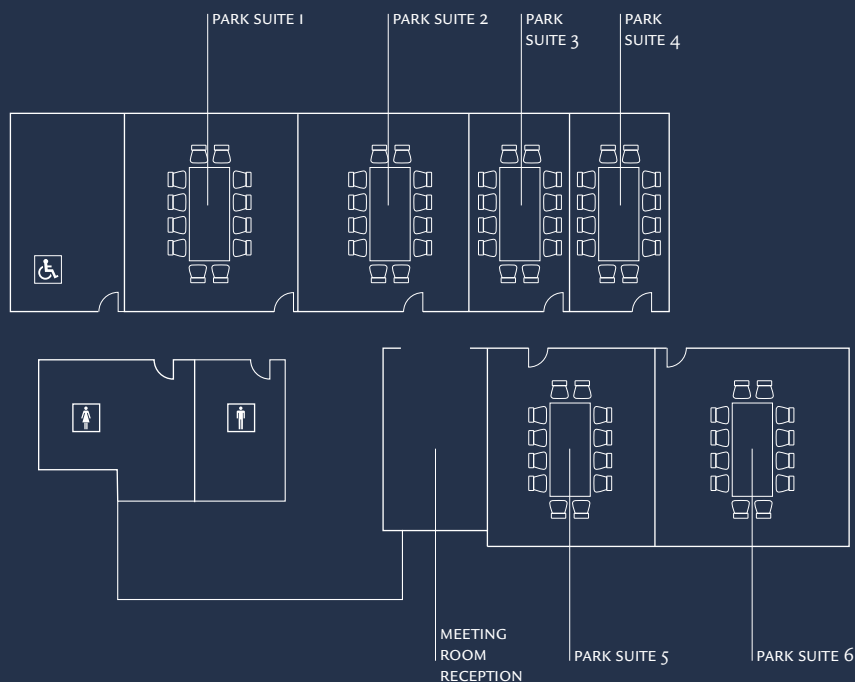 PARK SUITE 1
PARK SUITE 2
PARK
SUITE 3
PARK
SUITE 4
MEETING
ROOM
RECEPTION
PARK SUITE 5
PARK SUITE 6